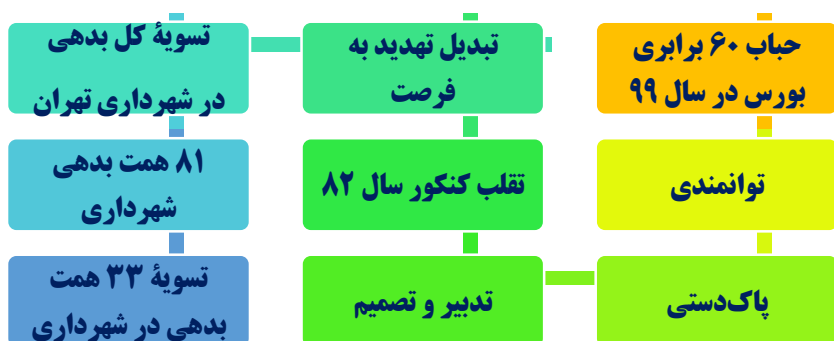 حباب ۶۰ برابری
بورس در سال ۹۹
توانمندی
پاک‌دستی
تدبیر و تصمیم
تقلب کنکور سال ۸۲
تبدیل تهدید به
فرصت
تسویهٔ کل بدهی
در شهرداری تهران
۸۱ همت بدهی
شهرداری
تسویهٔ ۳۳ همت
بدهی در شهرداری